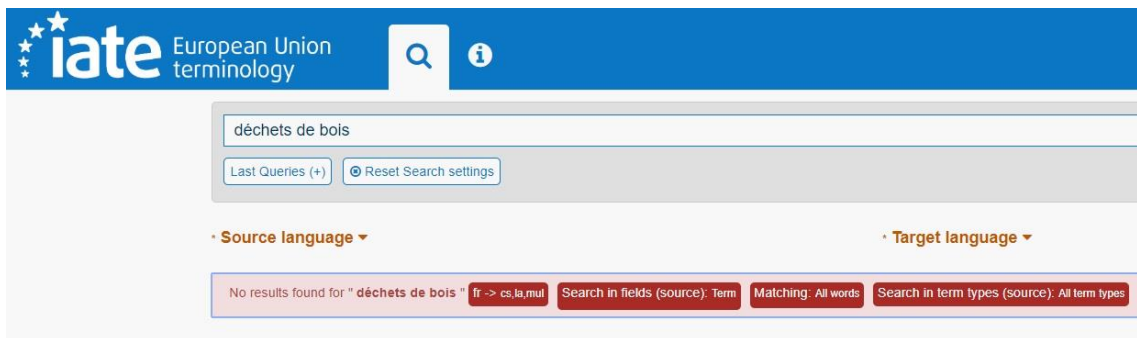 iate European Union
terminology
déchets de bois
Last Queries (+) Reset Search settings
* Source language * Target language
No results found for " déchets de bois " fr -> cs,la,mul Search in fields (source): Term Matching: All words Search in term types (source): All term types